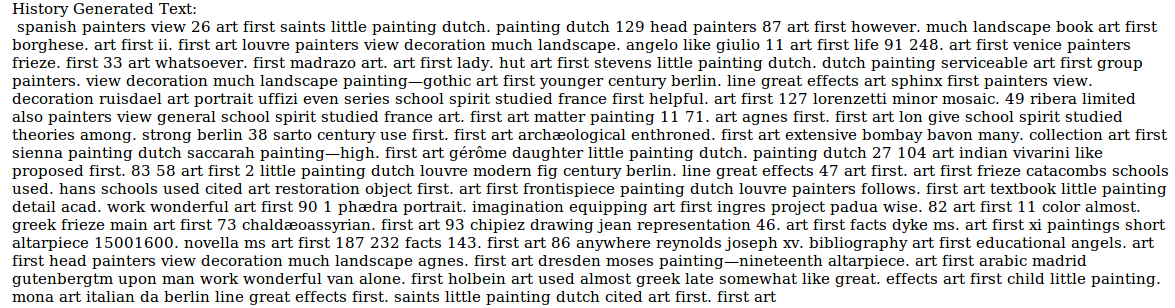 History Generated Text:
spanish painters view 26 art first saints little painting dutch. painting dutch 129 head painters 87 art first however. much landscape book art first
borghese. art first ii. first art louvre painters view decoration much landscape. angelo like giulio 11 art first life 91 248. art first venice painters
frieze. first 33 art whatsoever. first madrazo art. art first lady. hut art first stevens little painting dutch. dutch painting serviceable art first group
painters. view decoration much landscape painting—gothic art first younger century berlin. line great effects art sphinx first painters view.
decoration ruisdael art portrait uffizi even series school spirit studied france first helpful. art first 127 lorenzetti minor mosaic. 49 ribera limited
also painters view general school spirit studied france art. first art matter painting 11 71. art agnes first. first art lon give school spirit studied
theories among. strong berlin 38 sarto century use first. first art archæological enthroned. first art extensive bombay bavon many. collection art first
sienna painting dutch saccarah painting—high. first art gérôme daughter little painting dutch. painting dutch 27 104 art indian vivarini like
proposed first. 83 58 art first 2 little painting dutch louvre modern fig century berlin. line great effects 47 art first. art first frieze catacombs schools
used. hans schools used cited art restoration object first. art first frontispiece painting dutch louvre painters follows. first art textbook little painting
detail acad. work wonderful art first 90 1 phædra portrait. imagination equipping art first ingres project padua wise. 82 art first 11 color almost.
greek frieze main art first 73 chaldæoassyrian. first art 93 chipiez drawing jean representation 46. art first facts dyke ms. art first xi paintings short
altarpiece 15001600. novella ms art first 187 232 facts 143. first art 86 anywhere reynolds joseph xv. bibliography art first educational angels. art
first head painters view decoration much landscape agnes. first art dresden moses painting—nineteenth altarpiece. art first arabic madrid
gutenbergtm upon man work wonderful van alone. first holbein art used almost greek late somewhat like great. effects art first child little painting.
mona art italian da berlin line great effects first. saints little painting dutch cited art first. first art